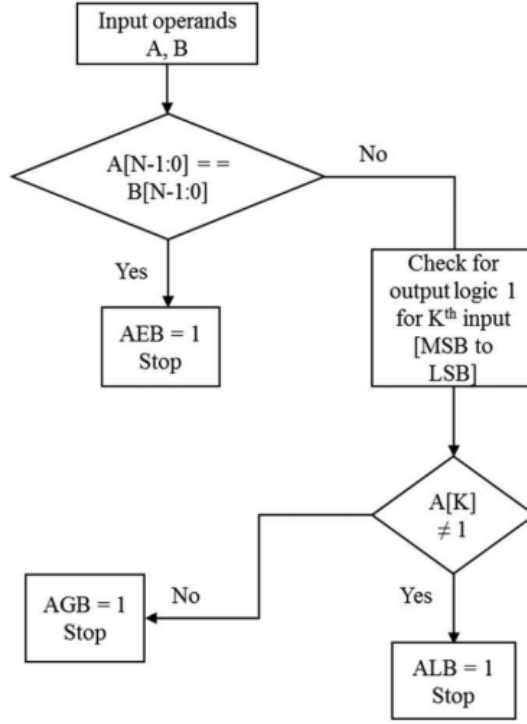 Input operands
A, B
A[N-1:0] = =
B[N-1:0]
No
Yes
Check for
output logic 1
for Kth input
[MSB to
LSB]
AEB = 1
Stop
A[K]
≠ 1
No
Yes
AGB = 1
Stop
ALB = 1
Stop